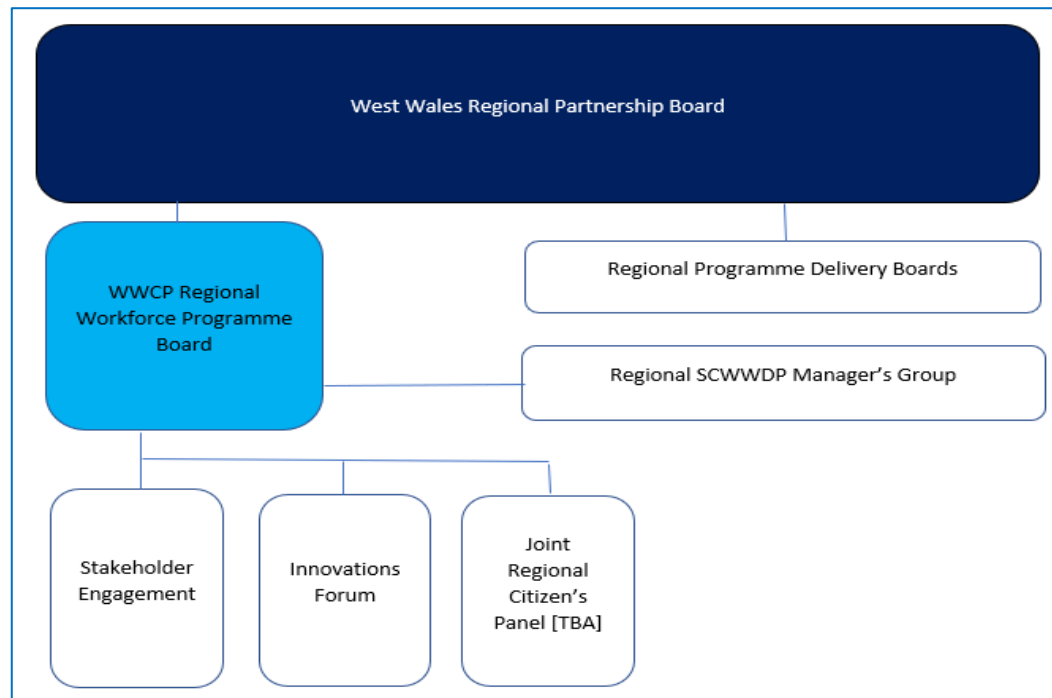 West Wales Regional Partnership Board
WWCP Regional
Workforce Programme
Board
Regional Programme Delivery Boards
Regional SCWWDP Manager’s Group
Stakeholder
Engagement
Innovations
Forum
Joint
Regional
Citizen’s
Panel [TBA]